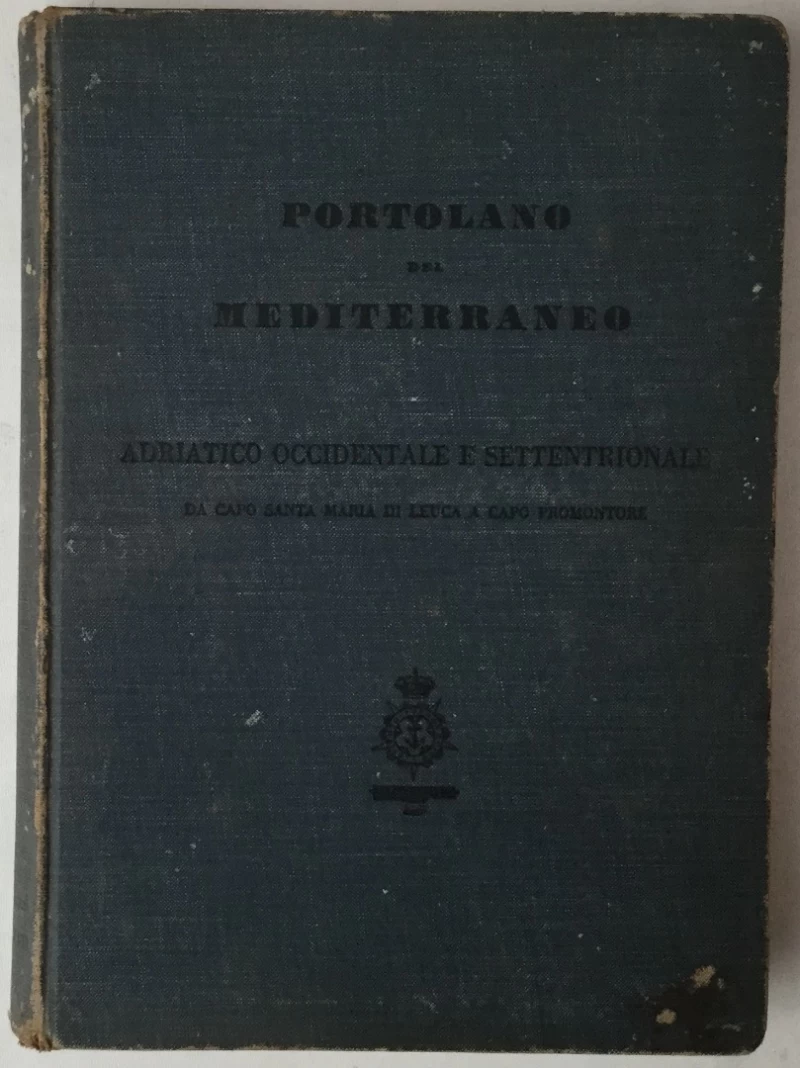 PORTOLANO
DEL
MEDITERRANEO
ADRIATICO OCCIDENTALE E SETTENTRIONALE
DA CAPO SANTA MARIA DI LEUCA A CAPO PROMONTORE